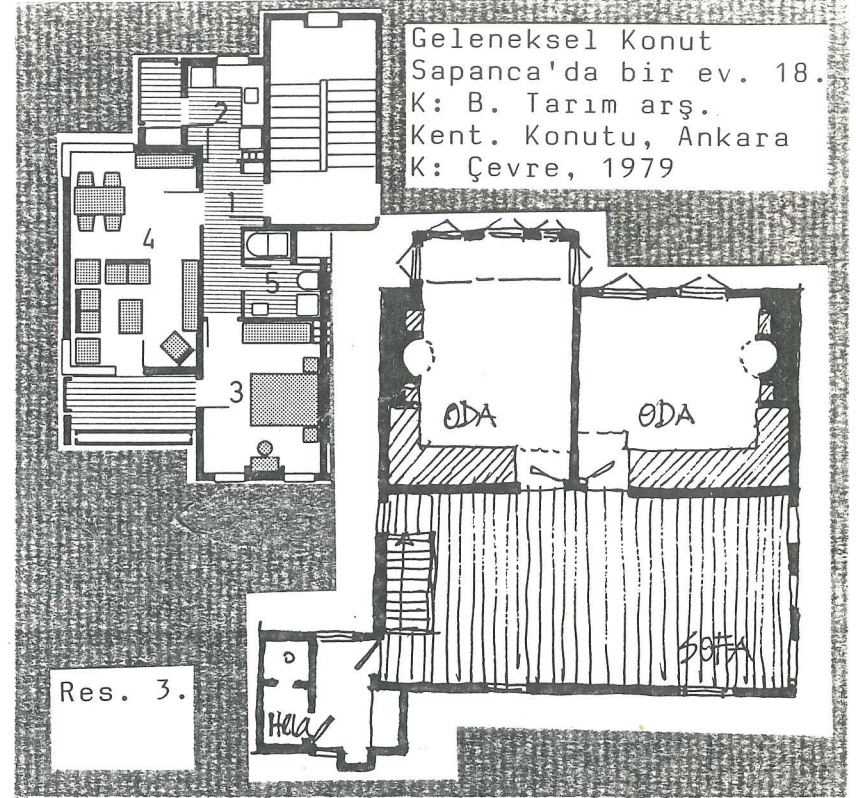 Geleneksel Konut
Sapanca'da bir ev. 18.
K: B. Tarım arş.
Kent. Konutu, Ankara
K: Çevre, 1979
2
1
4
5
3
ODA
ODA
SOFA
Hela
Res. 3.